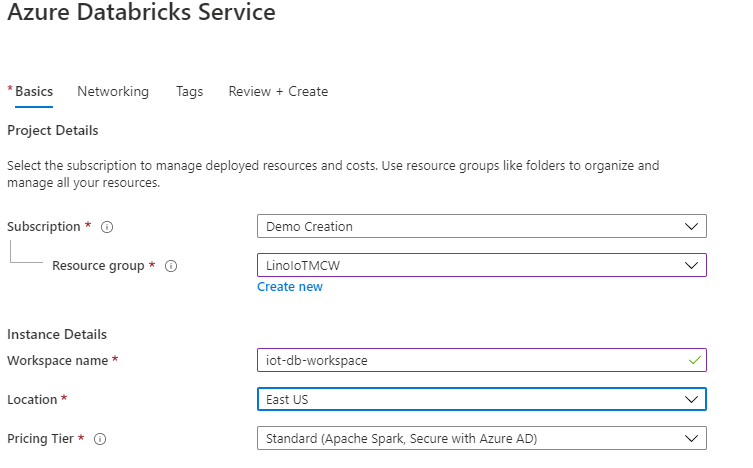 Azure Databricks Service
* Basics Networking Tags Review + Create
Project Details
Select the subscription to manage deployed resources and costs. Use resource groups like folders to organize and
manage all your resources.
Subscription * Demo Creation
Resource group * LinoIoTMCW
Create new
Instance Details
Workspace name * iot-db-workspace
Location * East US
Pricing Tier * Standard (Apache Spark, Secure with Azure AD)